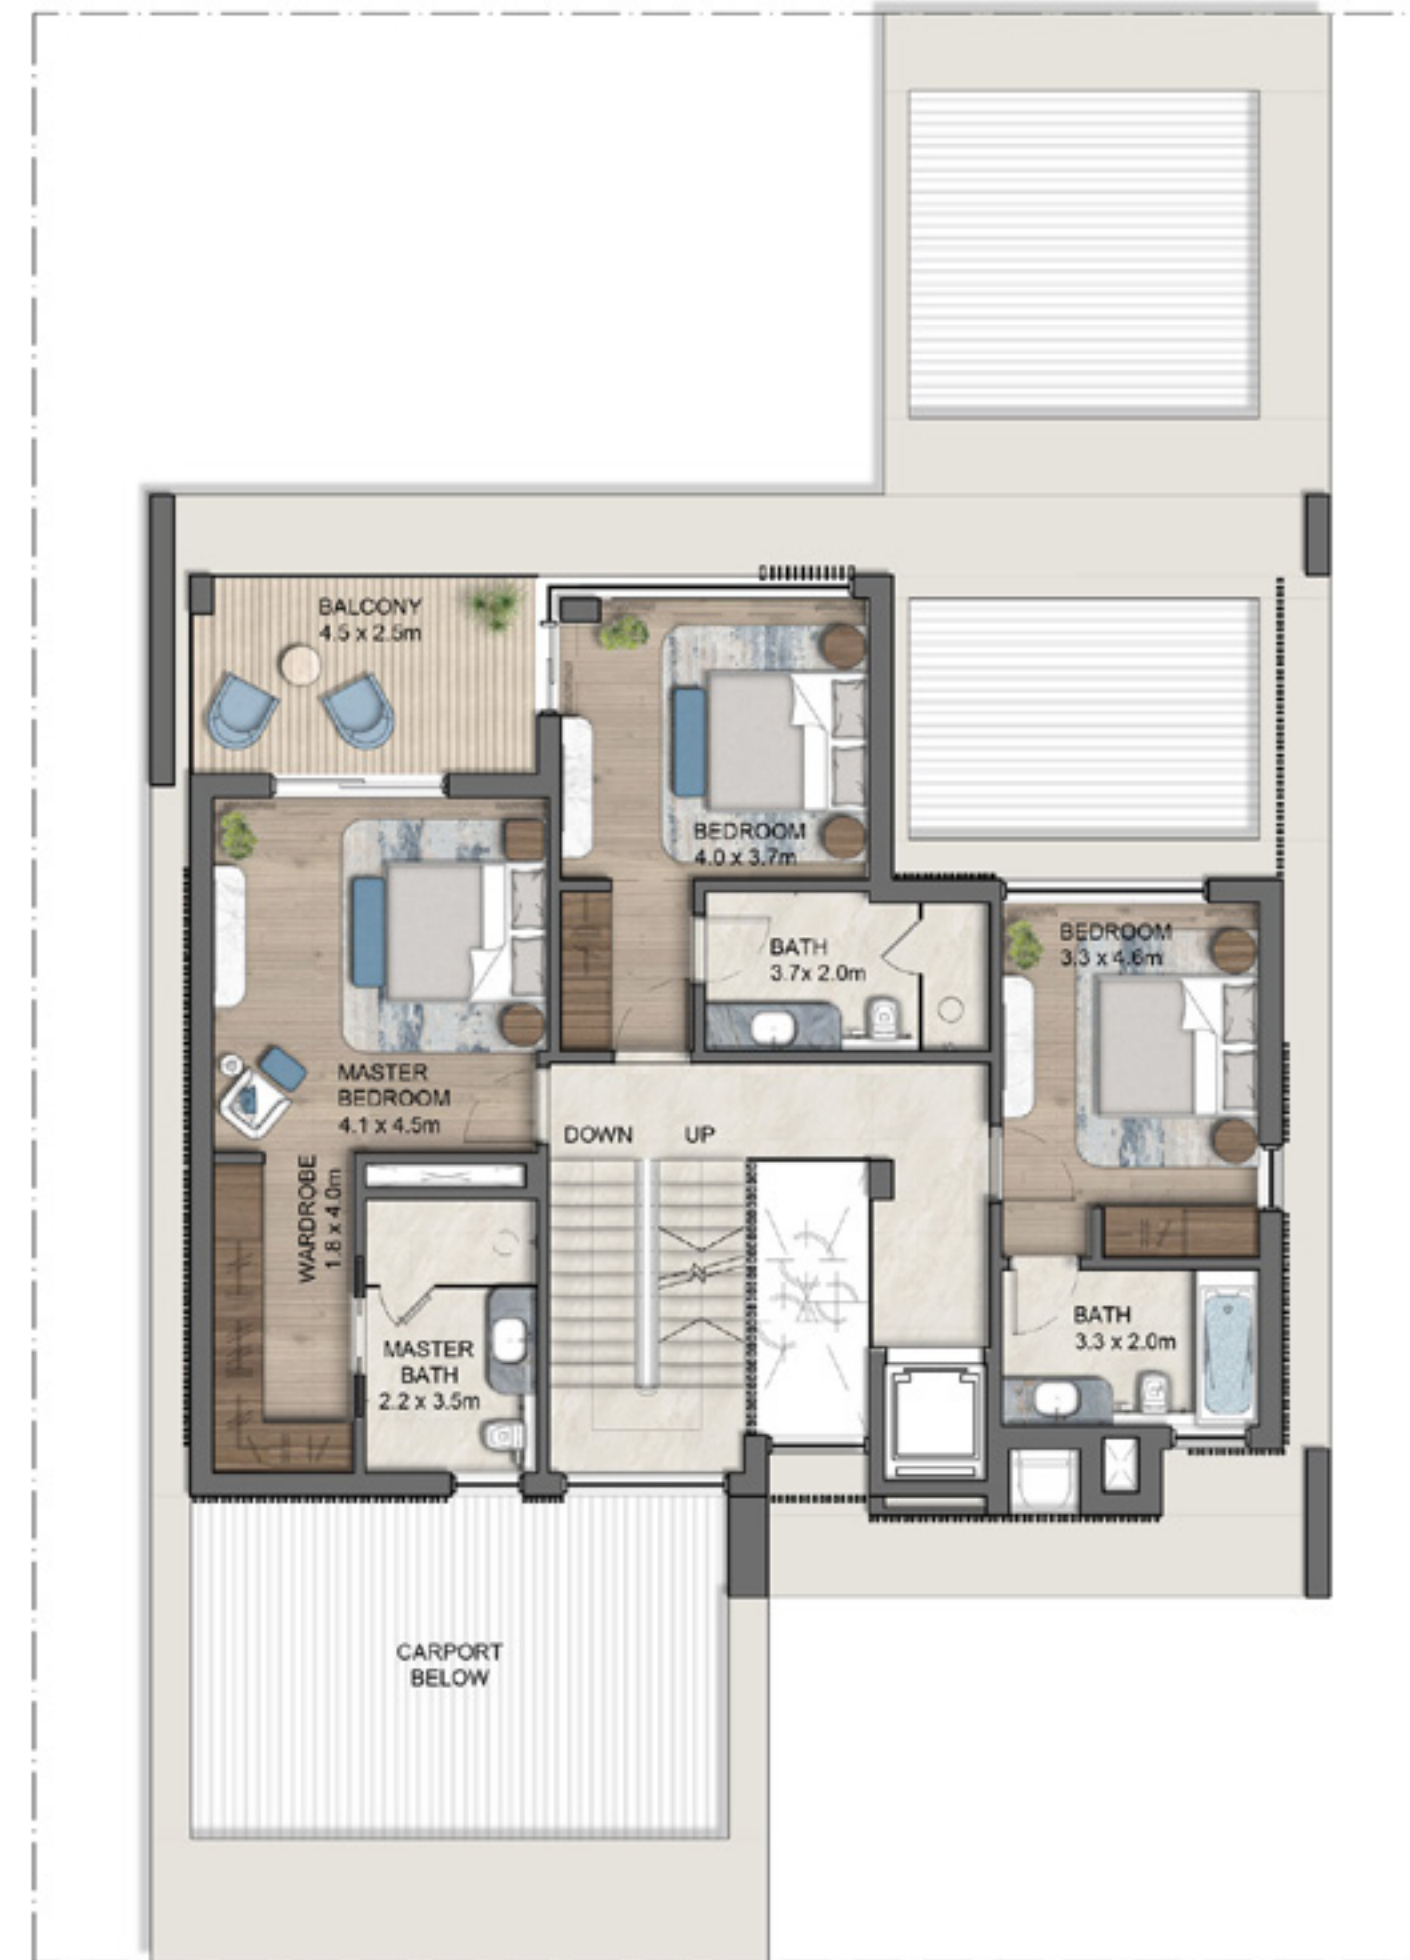 BALCONY
4.5 x 2.5m
BEDROOM
4.0 x 3.7m
BATH
3.7x 2.0m
BEDROOM
3.3 x 4.6m
MASTER
BEDROOM
4.1 x 4.5m
DOWN
UP
WARDROBE
1.8 x 4.0m
MASTER
BATH
2.2 x 3.5m
BATH
3.3 x 2.0m
CARPORT
BELOW